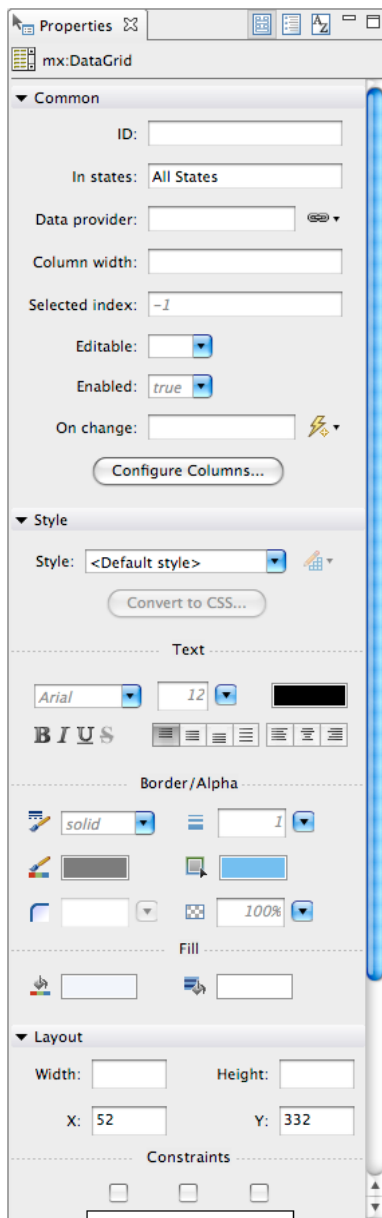 Properties
mx:DataGrid
Common
ID:
In states: All States
Data provider:
Column width:
Selected index: -1
Editable:
Enabled: true
On change:
Configure Columns...
Style
Style: <Default style>
Convert to CSS...
Text
Arial 12
B I U S
Border/Alpha
solid 1
100%
Fill
Layout
Width: Height:
X: 52 Y: 332
Constraints